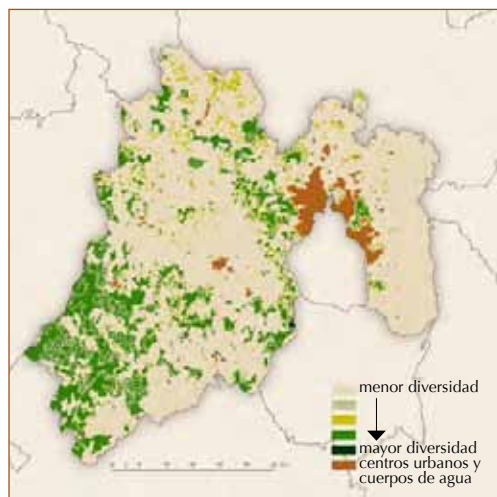 menor diversidad
mayor diversidad
centros urbanos y
cuerpos de agua